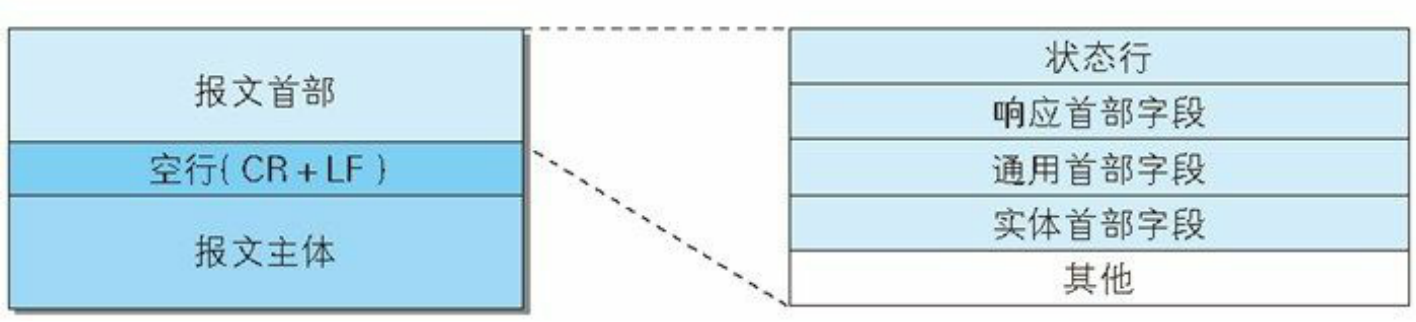 报文首部
空行( CR + LF )
报文主体
状态行
响应首部字段
通用首部字段
实体首部字段
其他